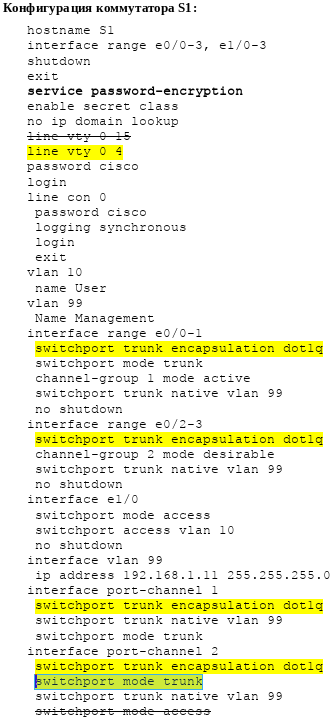 Конфигурация коммутатора S1:
hostname S1
interface range e0/0-3, e1/0-3
shutdown
exit
service password-encryption
enable secret class
no ip domain lookup
line vty 0 15
line vty 0 4
password cisco
login
line con 0
password cisco
logging synchronous
login
exit
vlan 10
name User
vlan 99
Name Management
interface range e0/0-1
switchport trunk encapsulation dot1q
switchport mode trunk
channel-group 1 mode active
switchport trunk native vlan 99
no shutdown
interface range e0/2-3
switchport trunk encapsulation dot1q
channel-group 2 mode desirable
switchport trunk native vlan 99
no shutdown
interface e1/0
switchport mode access
switchport access vlan 10
no shutdown
interface vlan 99
ip address 192.168.1.11 255.255.255.0
interface port-channel 1
switchport trunk encapsulation dot1q
switchport trunk native vlan 99
switchport mode trunk
interface port-channel 2
switchport trunk encapsulation dot1q
switchport mode trunk
switchport trunk native vlan 99
switchport mode access